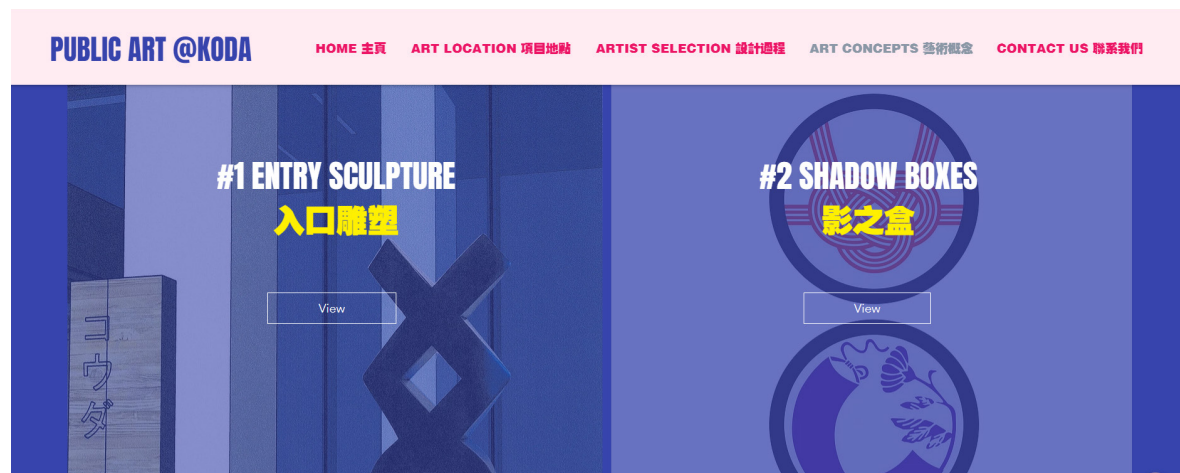 PUBLIC ART @KODA
HOME 主頁 ART LOCATION 項目地點 ARTIST SELECTION 設計過程 ART CONCEPTS 藝術概念 CONTACT US 聯系我們
#1 ENTRY SCULPTURE
入口雕塑
View
コウダ
#2 SHADOW BOXES
影之盒
View